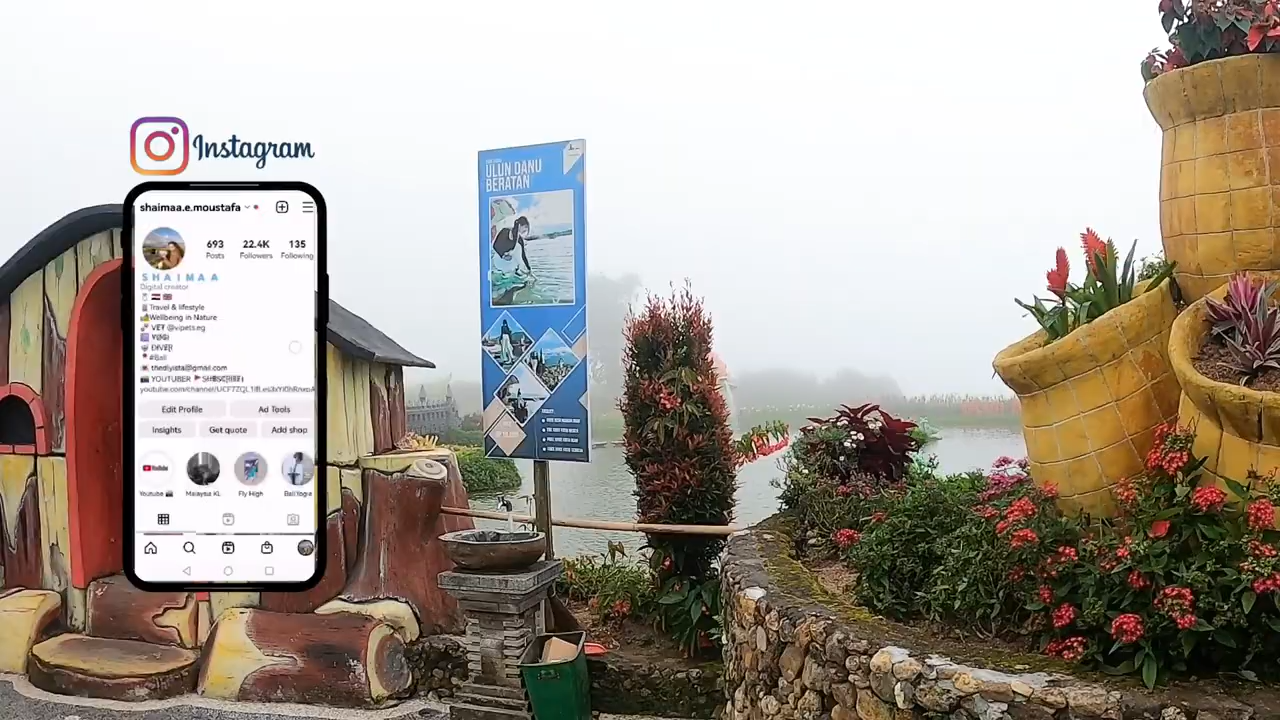 Instagram
shaimaa.e.moustafa
693 22.4K 135
Posts Followers Following
SHAIMAA
Digital creator
Travel & lifestyle
Wellbeing in Nature
VET @vipets.eg
#Bali
thediyista@gmail.com
YOUTUBER
Edit Profile Ad Tools
Insights Get quote Add shop
YouTube
Youtube Malaysia KL Fly High Bali Yoga
ULUN DANU
BERATAN